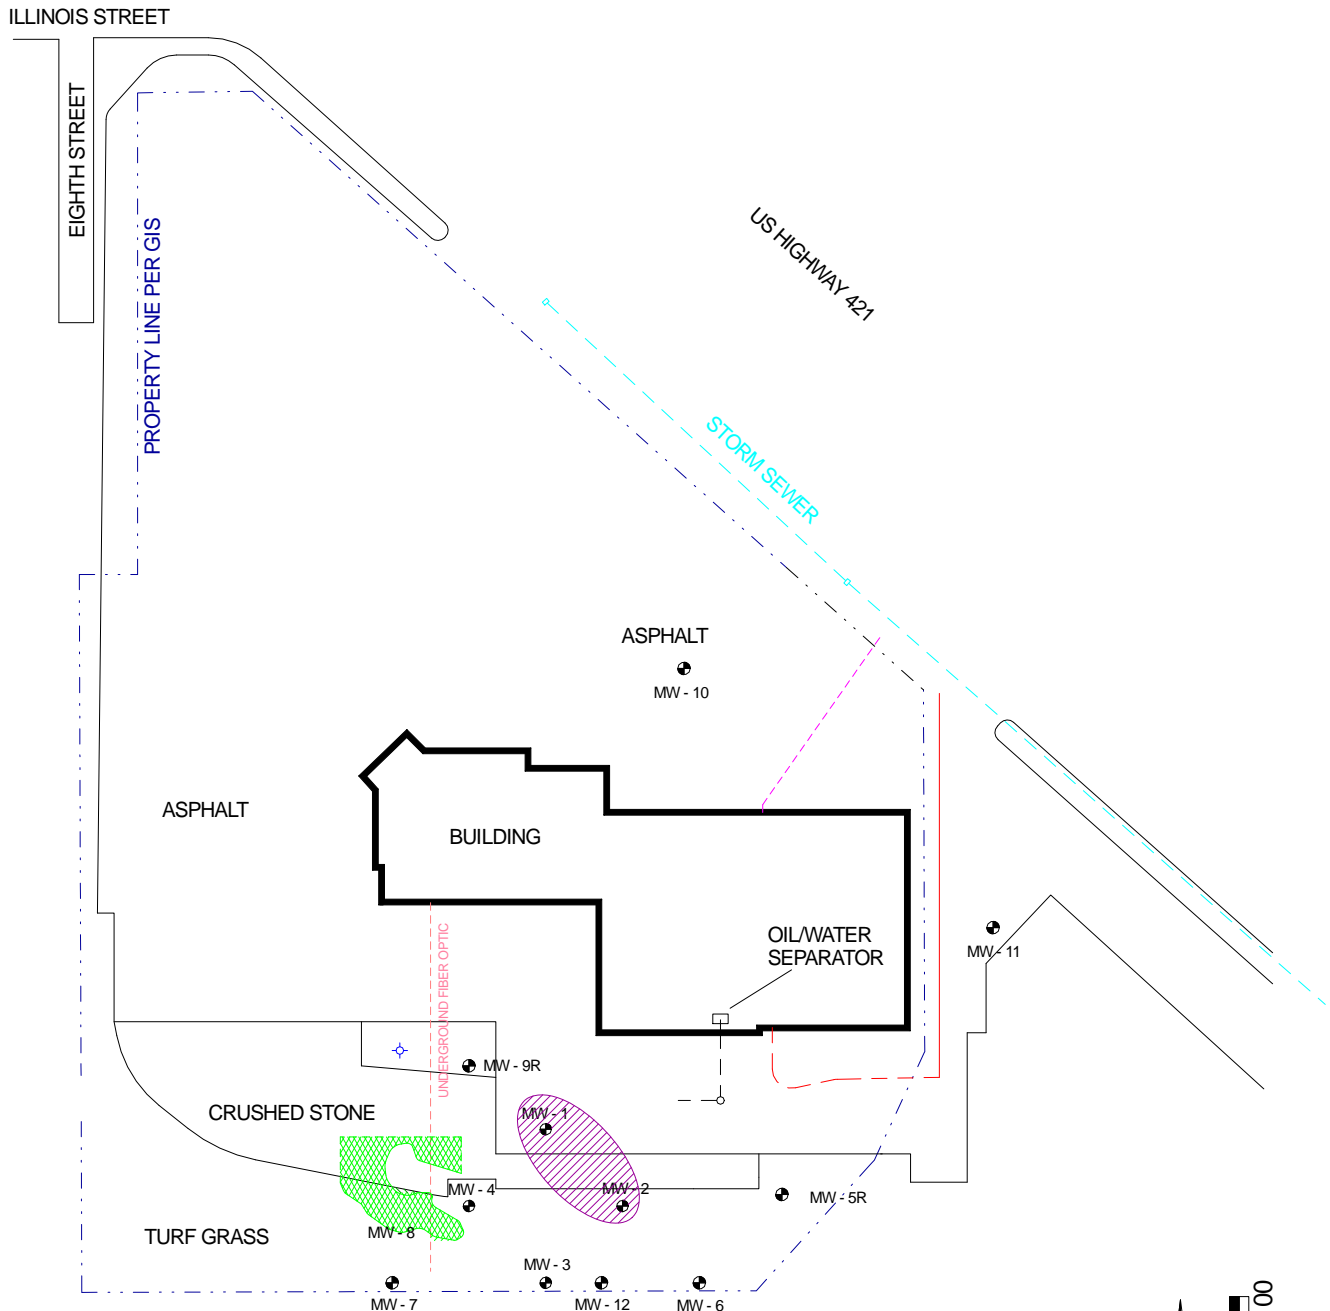 ILLINOIS STREET
EIGHTH STREET
PROPERTY LINE PER GIS
US HIGHWAY 421
STORM SEWER
ASPHALT
MW - 10
ASPHALT
BUILDING
OIL/WATER
SEPARATOR
MW - 11
UNDERGROUND FIBER OPTIC
MW - 9R
CRUSHED STONE
MW - 1
MW - 4
MW - 2
MW - 5R
MW - 8
TURF GRASS
MW - 3
MW - 7
MW - 12
MW - 6
00